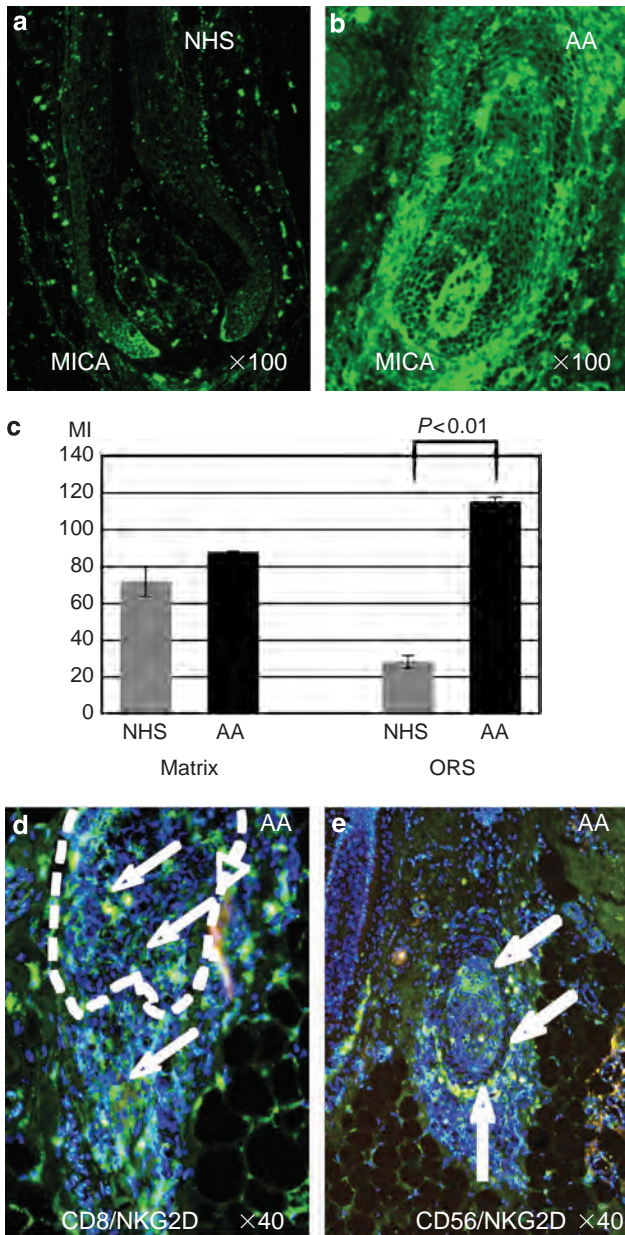 a NHS
MICA ×100
b AA
MICA ×100
c
MI
P<0.01
140
120
100
80
60
40
20
0
NHS AA NHS AA
Matrix ORS
d AA
CD8/NKG2D ×40
e AA
CD56/NKG2D ×40